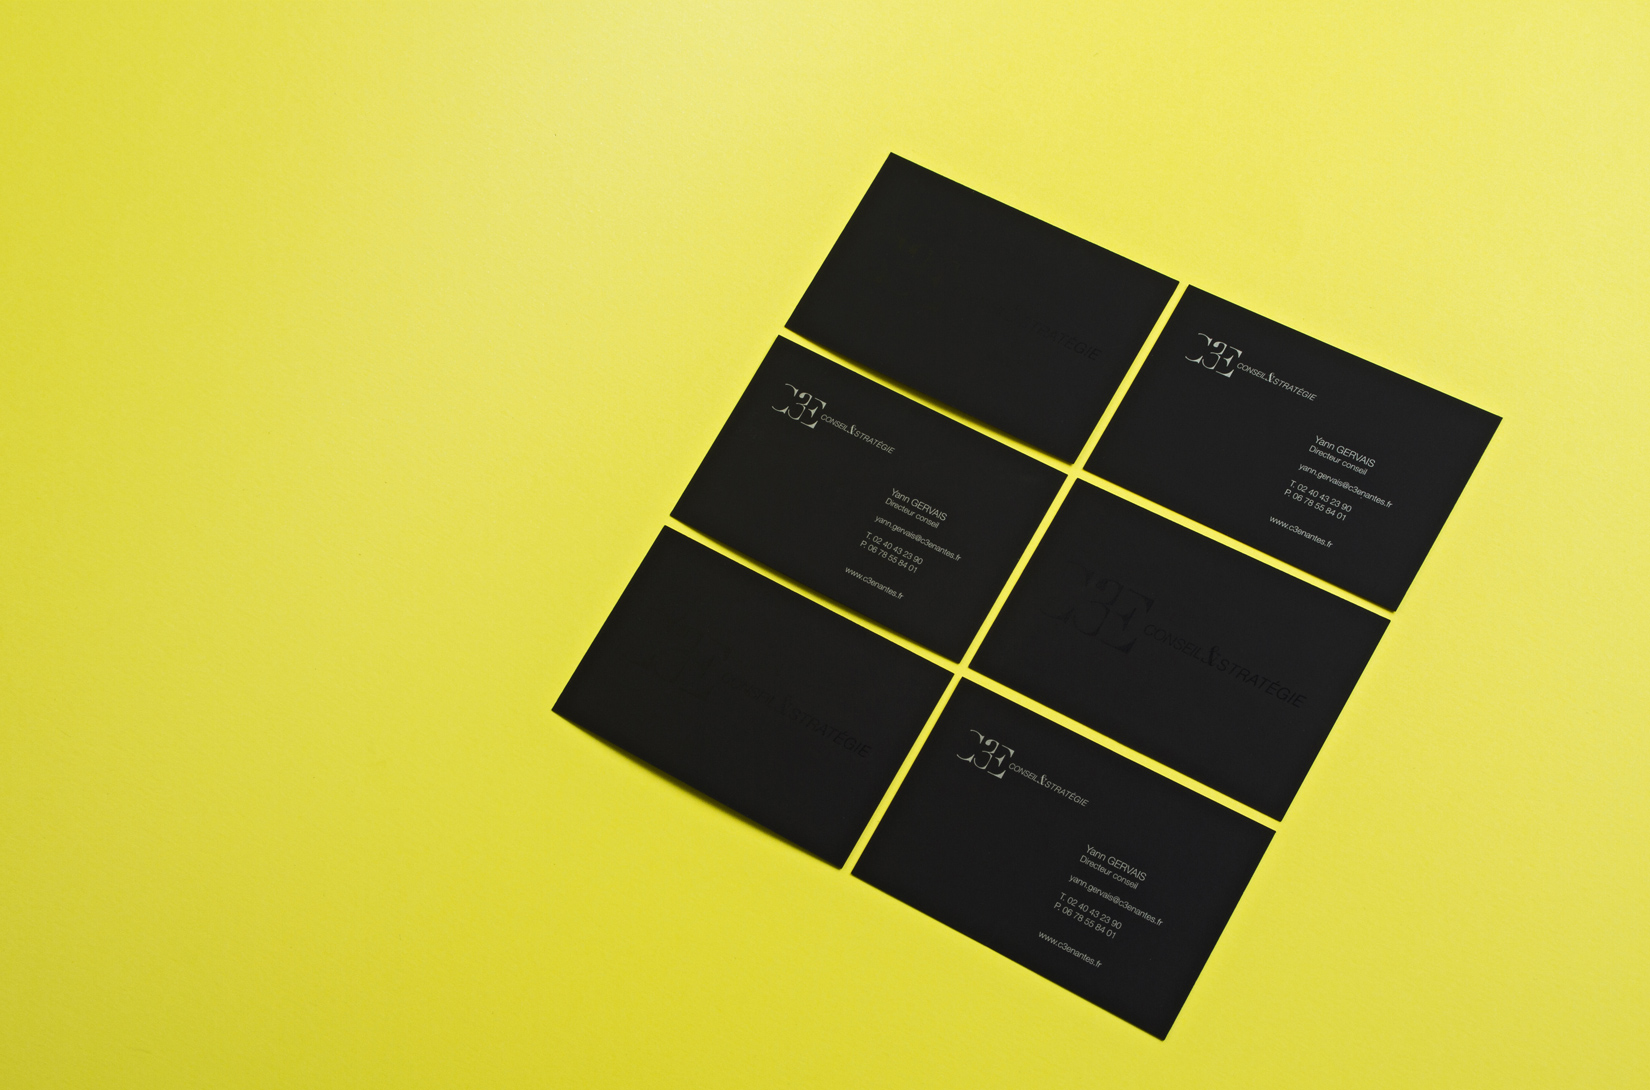 STRATÉGIE
C3E CONSEIL&STRATÉGIE
Yann GERVAIS
Directeur conseil
yann.gervais@c3enantes.fr
T. 02 40 43 23 90
P. 06 78 55 84 01
www.c3enantes.fr
C3E CONSEIL&STRATÉGIE
Yann GERVAIS
Directeur conseil
yann.gervais@c3enantes.fr
T. 02 40 43 23 90
P. 06 78 55 84 01
www.c3enantes.fr
C3E CONSEIL&STRATÉGIE
CONSEIL&STRATÉGIE
C3E CONSEIL&STRATÉGIE
Yann GERVAIS
Directeur conseil
yann.gervais@c3enantes.fr
T. 02 40 43 23 90
P. 06 78 55 84 01
www.c3enantes.fr